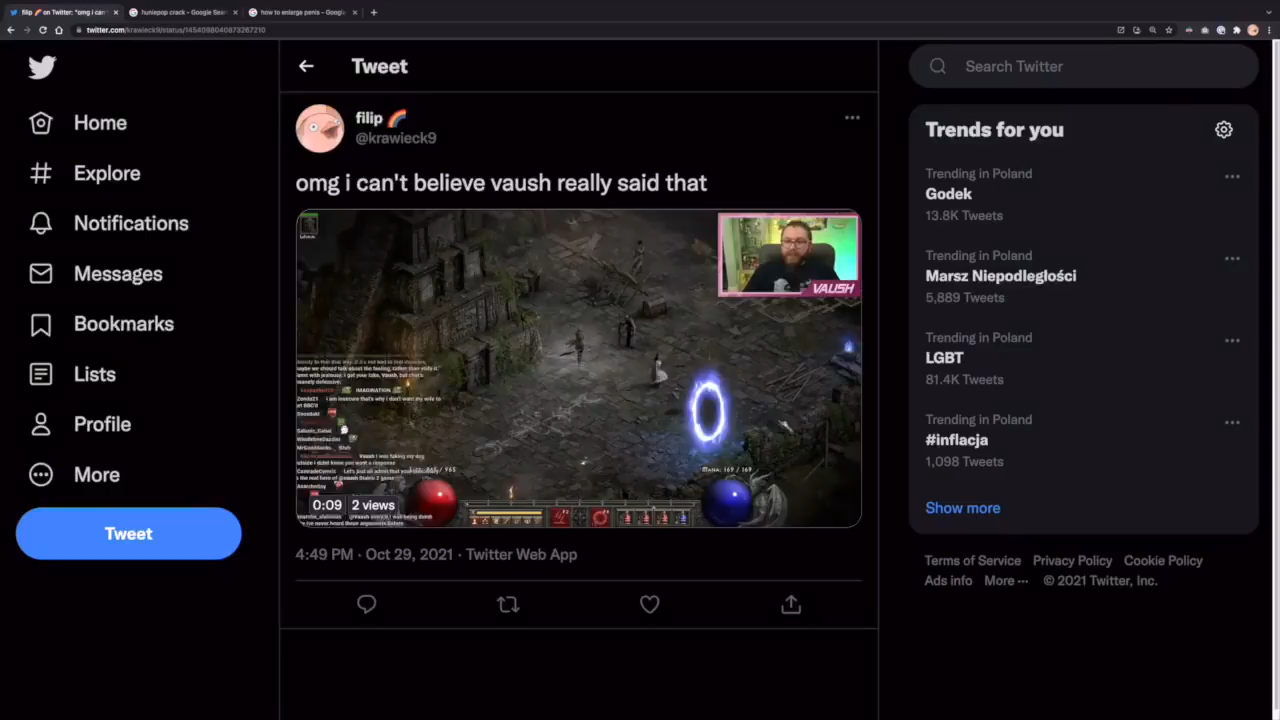 filip 🌈 on Twitter: "omg i can'
huniepop crack - Google Sear
how to enlarge penis - Google
twitter.com/krawieck9/status/1454098040873267210
Home
Explore
Notifications
Messages
Bookmarks
Lists
Profile
More
Tweet
Tweet
filip 🌈
@krawieck9
omg i can't believe vaush really said that
VAUSH
IMAGINATION
0:09
2 views
4:49 PM · Oct 29, 2021 · Twitter Web App
Search Twitter
Trends for you
Trending in Poland
Godek
13.8K Tweets
Trending in Poland
Marsz Niepodległości
5,889 Tweets
Trending in Poland
LGBT
81.4K Tweets
Trending in Poland
#inflacja
1,098 Tweets
Show more
Terms of Service Privacy Policy Cookie Policy
Ads info More ··· © 2021 Twitter, Inc.